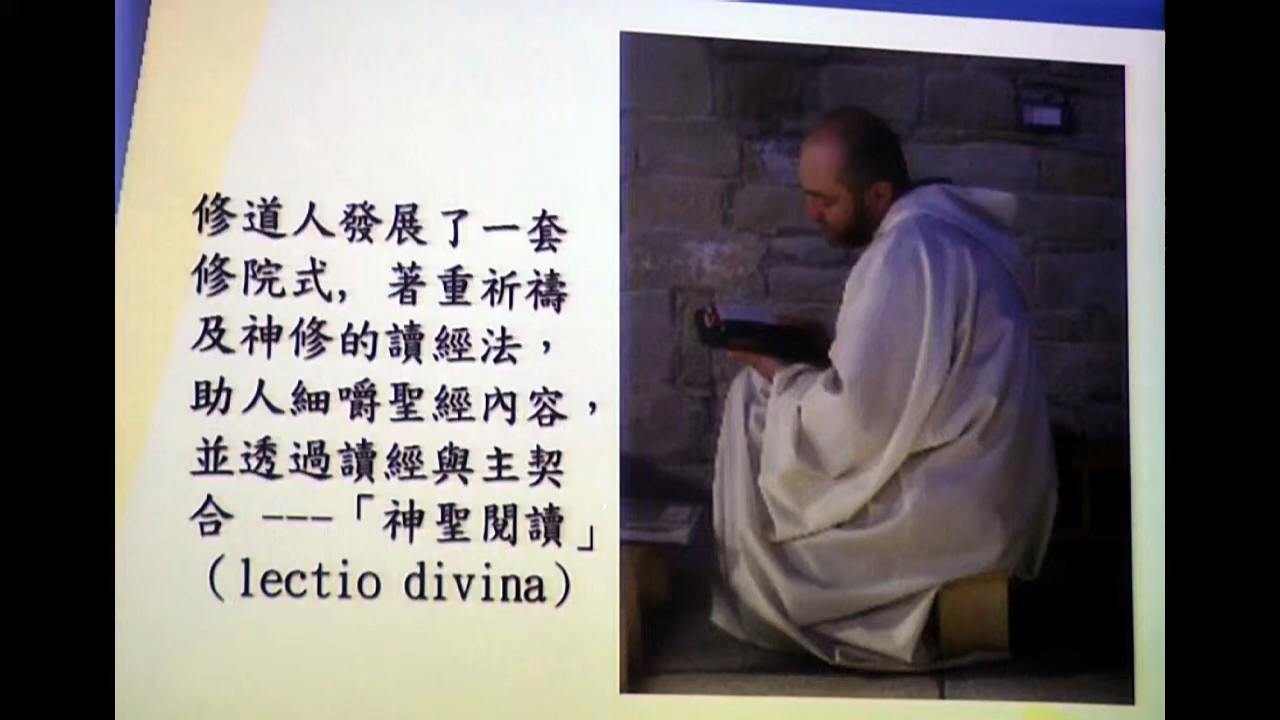 修道人發展了一套
修院式, 著重祈禱
及神修的讀經法，
助人細嚼聖經內容，
並透過讀經與主契
合 ---「神聖閱讀」
(lectio divina)